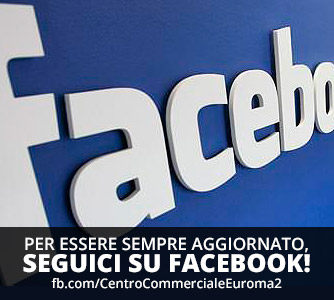 facebo
PER ESSERE SEMPRE AGGIORNATO,
SEGUICI SU FACEBOOK!
fb.com/CentroCommercialeEuroma2